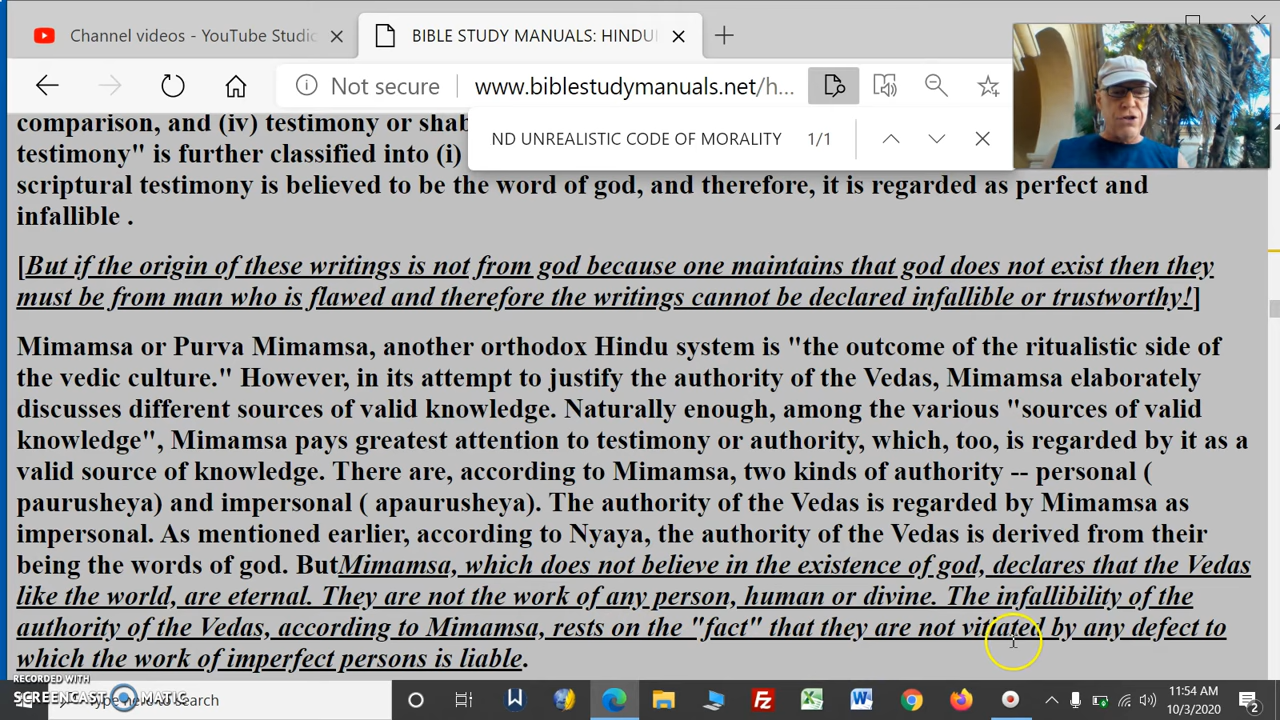 Channel videos - YouTube Studio
BIBLE STUDY MANUALS: HINDU
Not secure
www.biblestudymanuals.net/h...
ND UNREALISTIC CODE OF MORALITY 1/1
comparison, and (iv) testimony or
testimony" is further classified into (i)
scriptural testimony is believed to be the word of god, and therefore, it is regarded as perfect and
infallible .
[But if the origin of these writings is not from god because one maintains that god does not exist then they
must be from man who is flawed and therefore the writings cannot be declared infallible or trustworthy!]
Mimamsa or Purva Mimamsa, another orthodox Hindu system is "the outcome of the ritualistic side of
the vedic culture." However, in its attempt to justify the authority of the Vedas, Mimamsa elaborately
discusses different sources of valid knowledge. Naturally enough, among the various "sources of valid
knowledge", Mimamsa pays greatest attention to testimony or authority, which, too, is regarded by it as a
valid source of knowledge. There are, according to Mimamsa, two kinds of authority -- personal (
paurusheya) and impersonal ( apaurusheya). The authority of the Vedas is regarded by Mimamsa as
impersonal. As mentioned earlier, according to Nyaya, the authority of the Vedas is derived from their
being the words of god. ButMimamsa, which does not believe in the existence of god, declares that the Vedas
like the world, are eternal. They are not the work of any person, human or divine. The infallibility of the
authority of the Vedas, according to Mimamsa, rests on the "fact" that they are not vitiated by any defect to
which the work of imperfect persons is liable.
RECORDED WITH
SCREENCAST MATIC
Type here to search
11:54 AM
10/3/2020
2